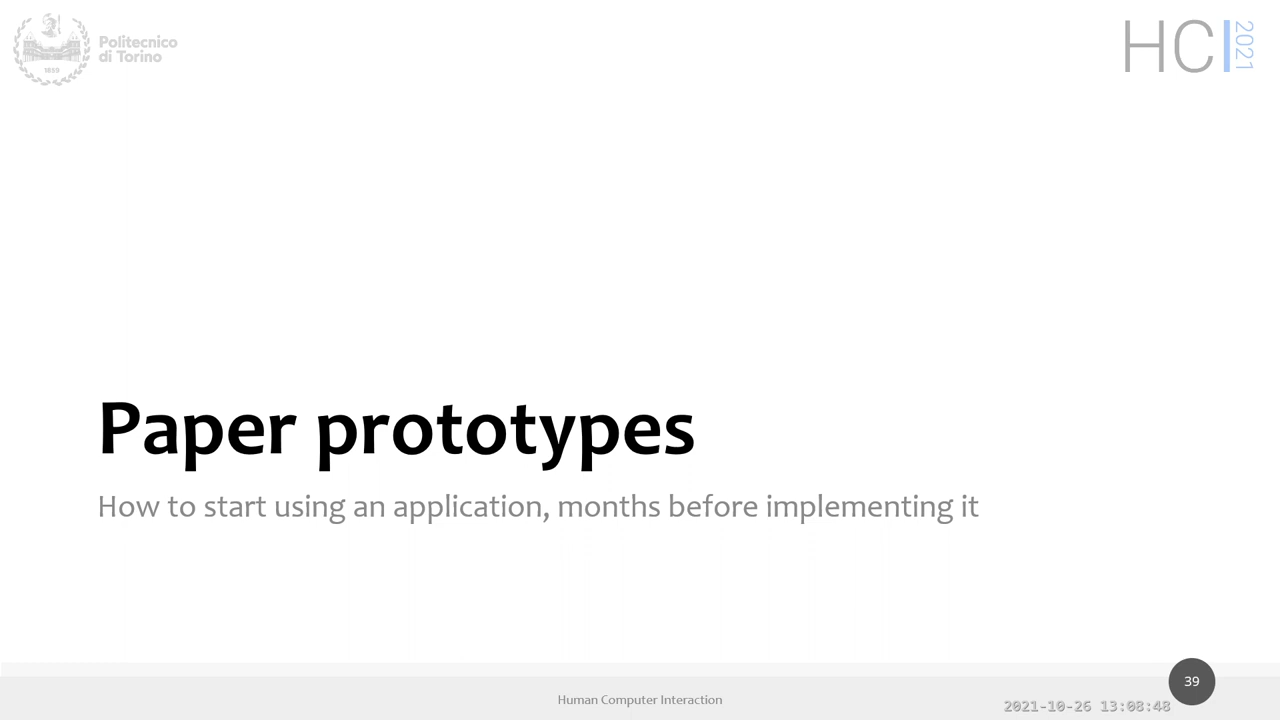 Politecnico
di Torino
1859
HCI 2021
Paper prototypes
How to start using an application, months before implementing it
39
Human Computer Interaction
2021-10-26 13:08:48